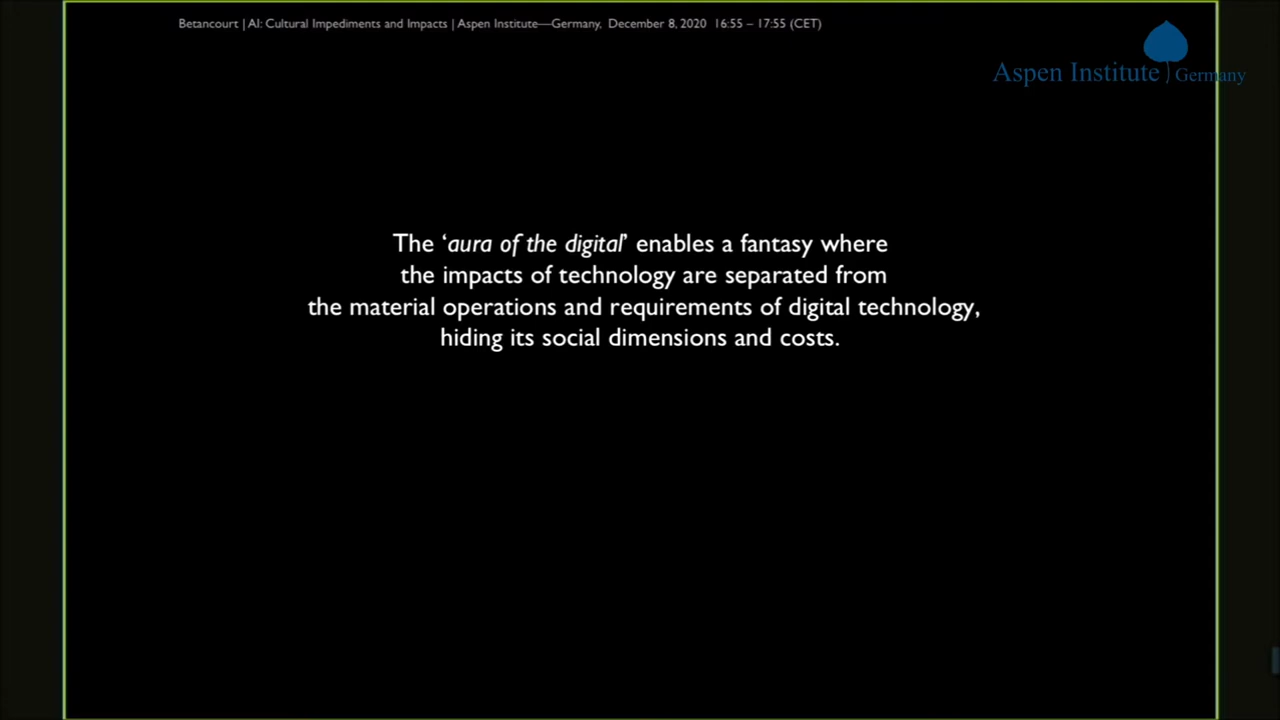 Betancourt | AI: Cultural Impediments and Impacts | Aspen Institute—Germany, December 8, 2020 16:55 – 17:55 (CET)
Aspen Institute | Germany
The ‘aura of the digital’ enables a fantasy where
the impacts of technology are separated from
the material operations and requirements of digital technology,
hiding its social dimensions and costs.